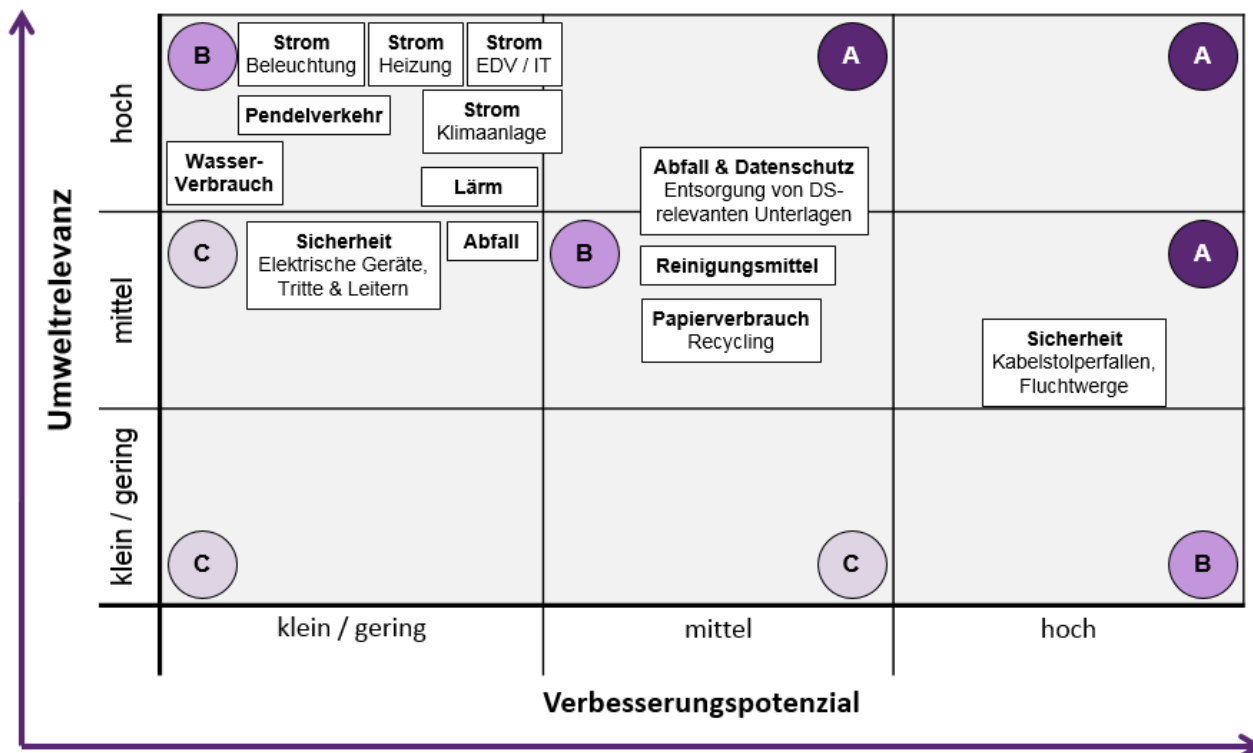 Umweltrelevanz
hoch
B
Strom
Beleuchtung
Strom
Heizung
Strom
EDV / IT
Pendelverkehr
Strom
Klimaanlage
Wasser-
Verbrauch
Lärm
A
Abfall & Datenschutz
Entsorgung von DS-
relevanten Unterlagen
A
mittel
C
Sicherheit
Elektrische Geräte,
Tritte & Leitern
Abfall
B
Reinigungsmittel
Papierverbrauch
Recycling
A
Sicherheit
Kabelstolperfallen,
Fluchtwerge
klein / gering
C
C
B
klein / gering
mittel
hoch
Verbesserungspotenzial